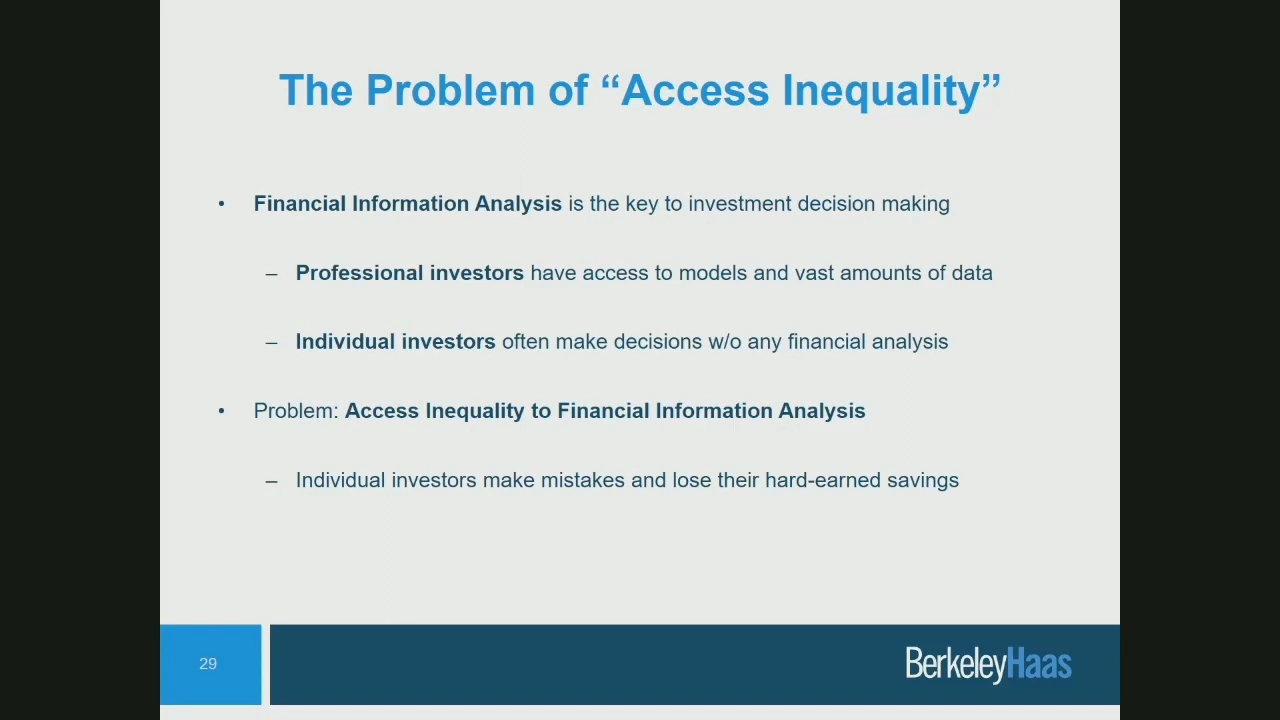 The Problem of “Access Inequality”
• Financial Information Analysis is the key to investment decision making
– Professional investors have access to models and vast amounts of data
– Individual investors often make decisions w/o any financial analysis
• Problem: Access Inequality to Financial Information Analysis
– Individual investors make mistakes and lose their hard-earned savings
29
BerkeleyHaas